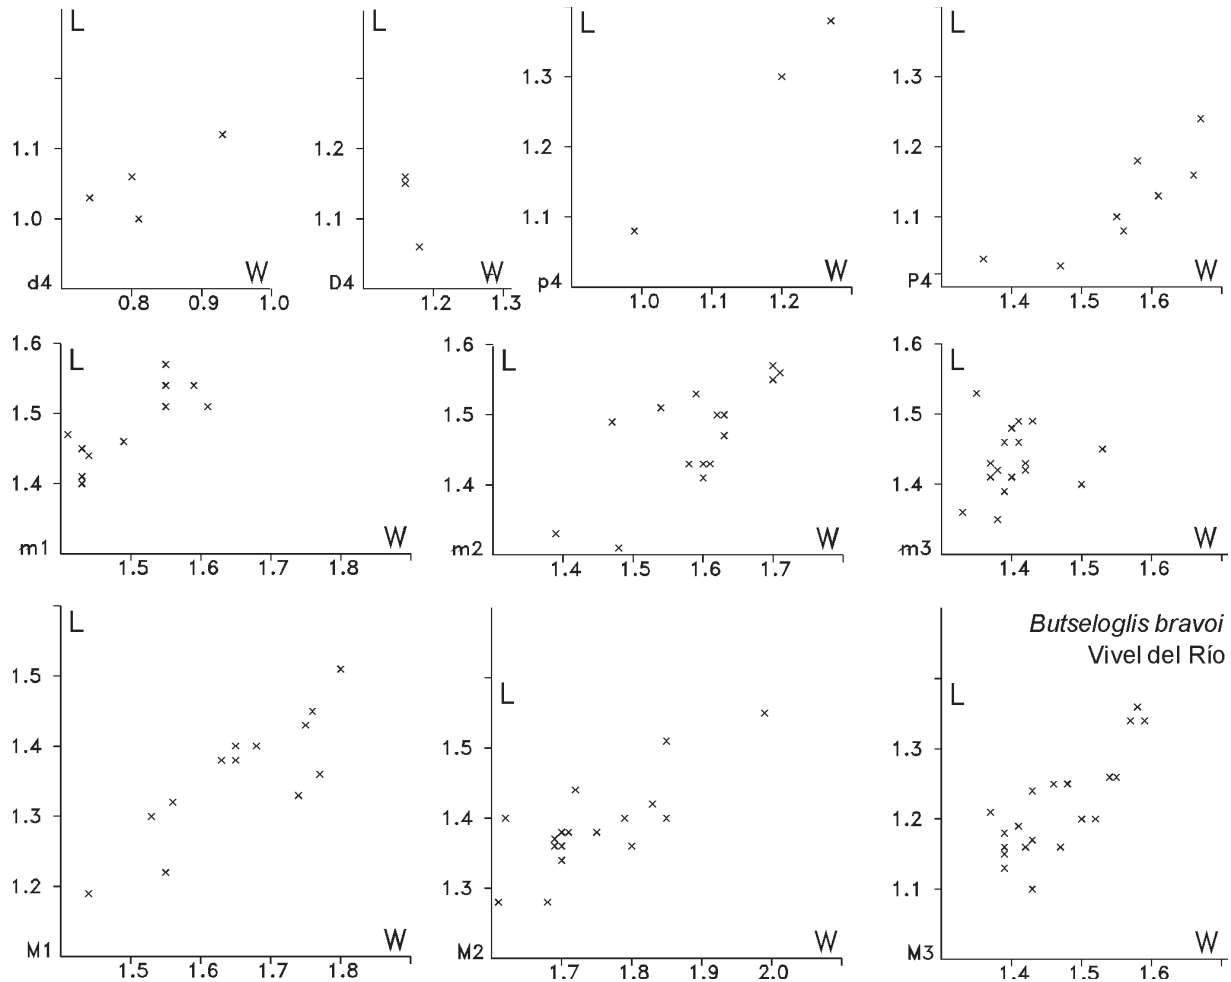 L L L L
1.3 1.3
1.2 1.2
1.1 1.2
1.0 1.1 1.1 1.1
W W W W
d4 D4 p4 P4
0.8 0.9 1.0 1.2 1.3 1.0 1.1 1.2 1.4 1.5 1.6
1.6 1.6 1.6
L L L
1.5 1.5 1.5
1.4 1.4 1.4
W W W
m1 m2 m3
1.5 1.6 1.7 1.8 1.4 1.5 1.6 1.7 1.4 1.5 1.6
L Butseloglis bravoi
Vivel del Río
1.5 L L
1.4 1.5 1.3
1.3 1.4 1.2
1.2 1.3 1.1
W W W
M1 M2 M3
1.5 1.6 1.7 1.8 1.7 1.8 1.9 2.0 1.4 1.5 1.6